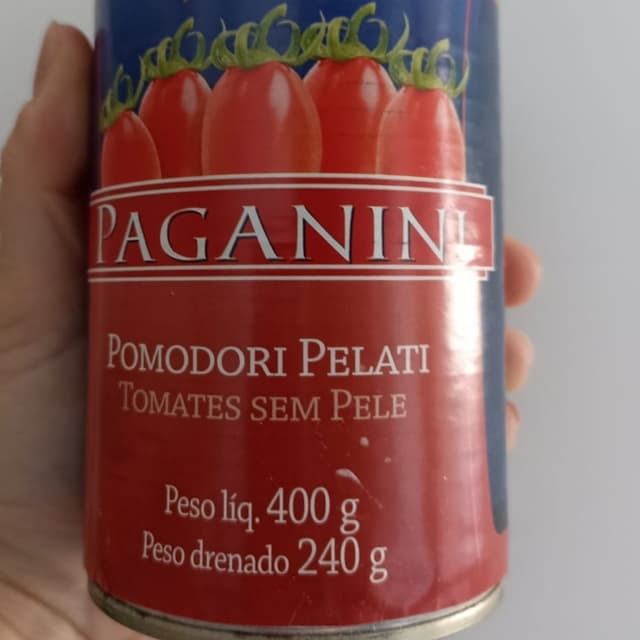 PAGANINI
POMODORI PELATI
TOMATES SEM PELE
Peso líq. 400 g
Peso drenado 240 g